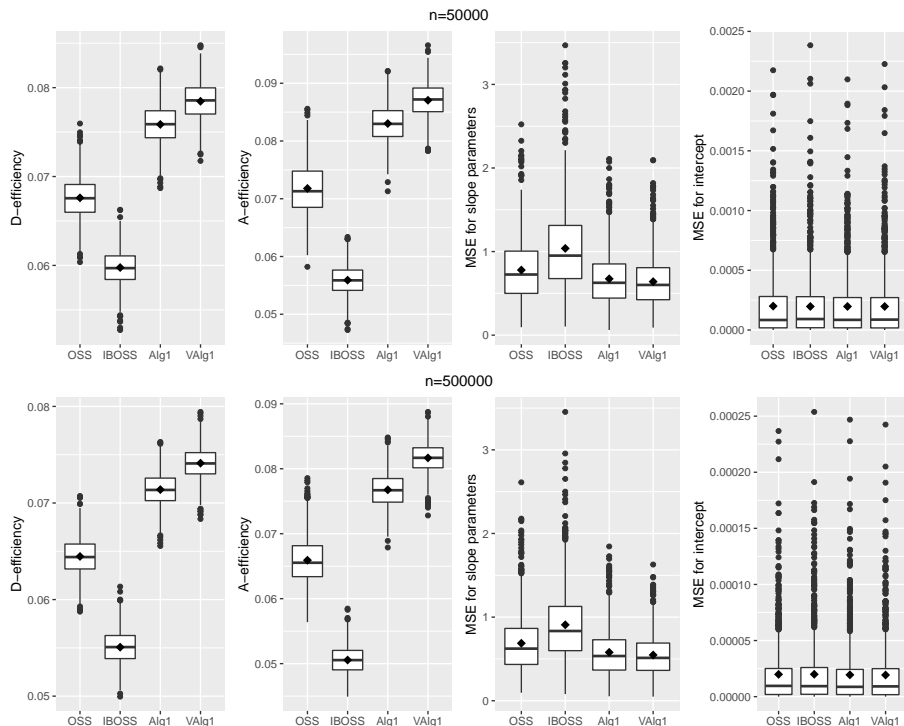 n=50000
D−efficiency
0.08
0.07
0.06
OSS IBOSS Alg1 VAlg1
A−efficiency
0.09
0.08
0.07
0.06
0.05
OSS IBOSS Alg1 VAlg1
MSE for slope parameters
3
2
1
0
OSS IBOSS Alg1 VAlg1
MSE for intercept
0.0025
0.0020
0.0015
0.0010
0.0005
0.0000
OSS IBOSS Alg1 VAlg1
n=500000
D−efficiency
0.08
0.07
0.06
0.05
OSS IBOSS Alg1 VAlg1
A−efficiency
0.09
0.08
0.07
0.06
0.05
OSS IBOSS Alg1 VAlg1
MSE for slope parameters
3
2
1
0
OSS IBOSS Alg1 VAlg1
MSE for intercept
0.00025
0.00020
0.00015
0.00010
0.00005
0.00000
OSS IBOSS Alg1 VAlg1